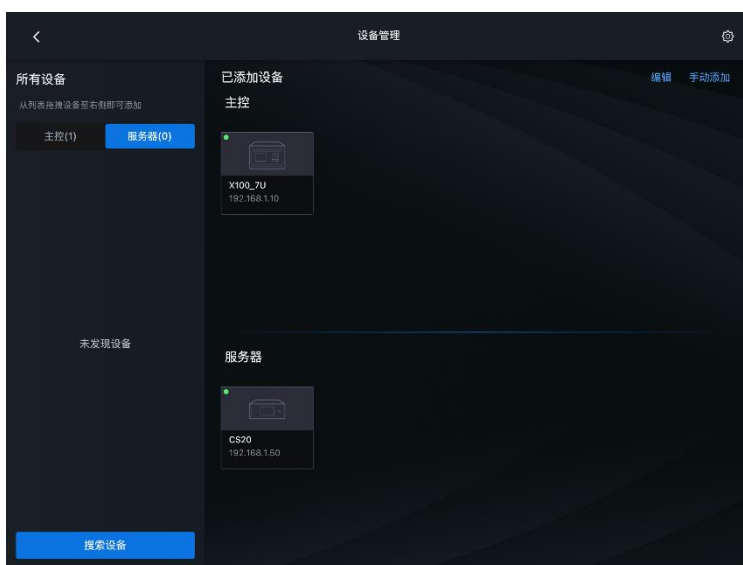 设备管理
所有设备
从列表拖拽设备至右侧即可添加
主控(1)
服务器(0)
未发现设备
搜索设备
已添加设备
编辑
手动添加
主控
X100_7U
192.168.1.10
服务器
CS20
192.168.1.50